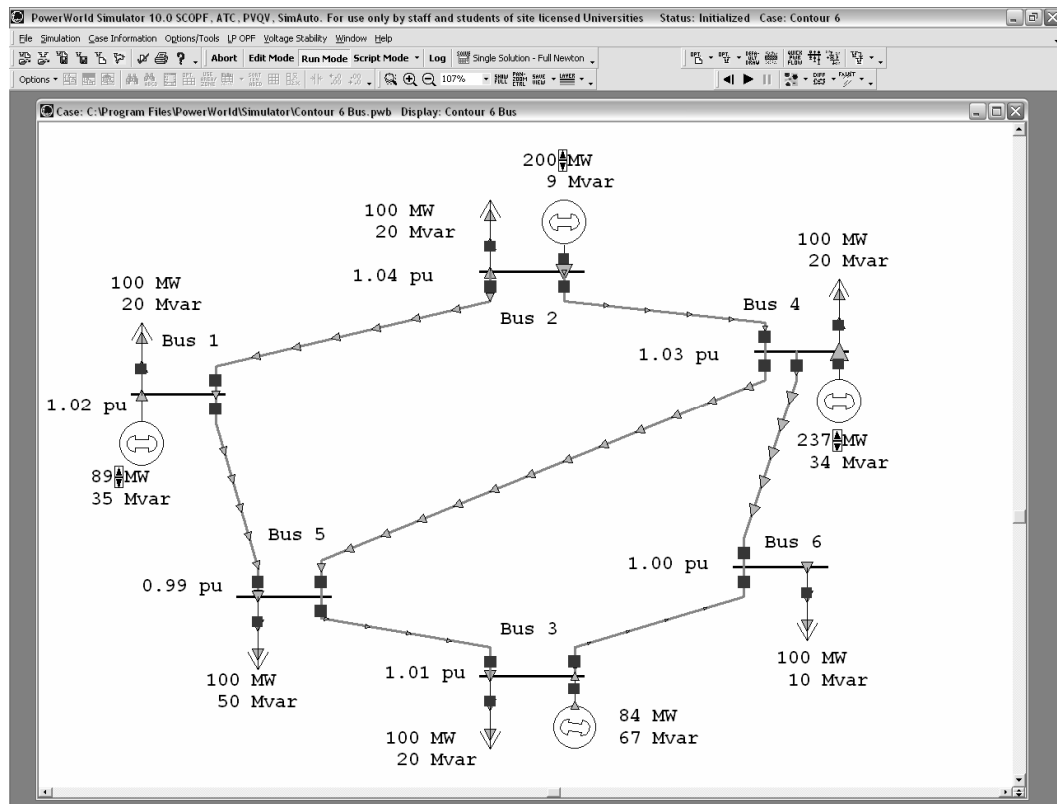 PowerWorld Simulator 10.0 SCOPF, ATC, PVQV, SimAuto. For use only by staff and students of site licensed Universities Status: Initialized Case: Contour 6
File Simulation Case Information Options/Tools LP OPF Voltage Stability Window Help
Abort Edit Mode Run Mode Script Mode Log Single Solution - Full Newton
Options 107%
Case: C:\Program Files\PowerWorld\Simulator\Contour 6 Bus.pwb Display: Contour 6 Bus
200 MW
9 Mvar
100 MW
20 Mvar
1.04 pu
Bus 2
100 MW
20 Mvar
Bus 4
1.03 pu
237 MW
34 Mvar
100 MW
20 Mvar
Bus 1
1.02 pu
89 MW
35 Mvar
Bus 5
0.99 pu
100 MW
50 Mvar
Bus 6
1.00 pu
100 MW
10 Mvar
Bus 3
1.01 pu
100 MW
20 Mvar
84 MW
67 Mvar